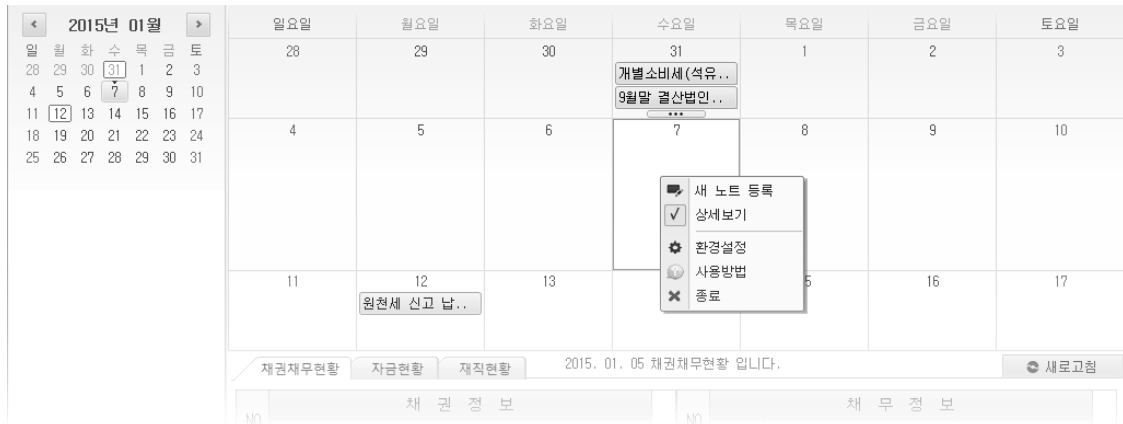 2015년 01월
일 월 화 수 목 금 토
28 29 30 31 1 2 3
4 5 6 7 8 9 10
11 12 13 14 15 16 17
18 19 20 21 22 23 24
25 26 27 28 29 30 31
일요일 월요일 화요일 수요일 목요일 금요일 토요일
28 29 30 31 1 2 3
개별소비세(석유..
9월말 결산법인..
4 5 6 7 8 9 10
새 노트 등록
상세보기
환경설정
사용방법
종료
11 12 13 5 16 17
원천세 신고 납..
채권채무현황 자금현황 재직현황 2015. 01. 05 채권채무현황 입니다. 새로고침
NO 채 권 정 보 NO 채 무 정 보